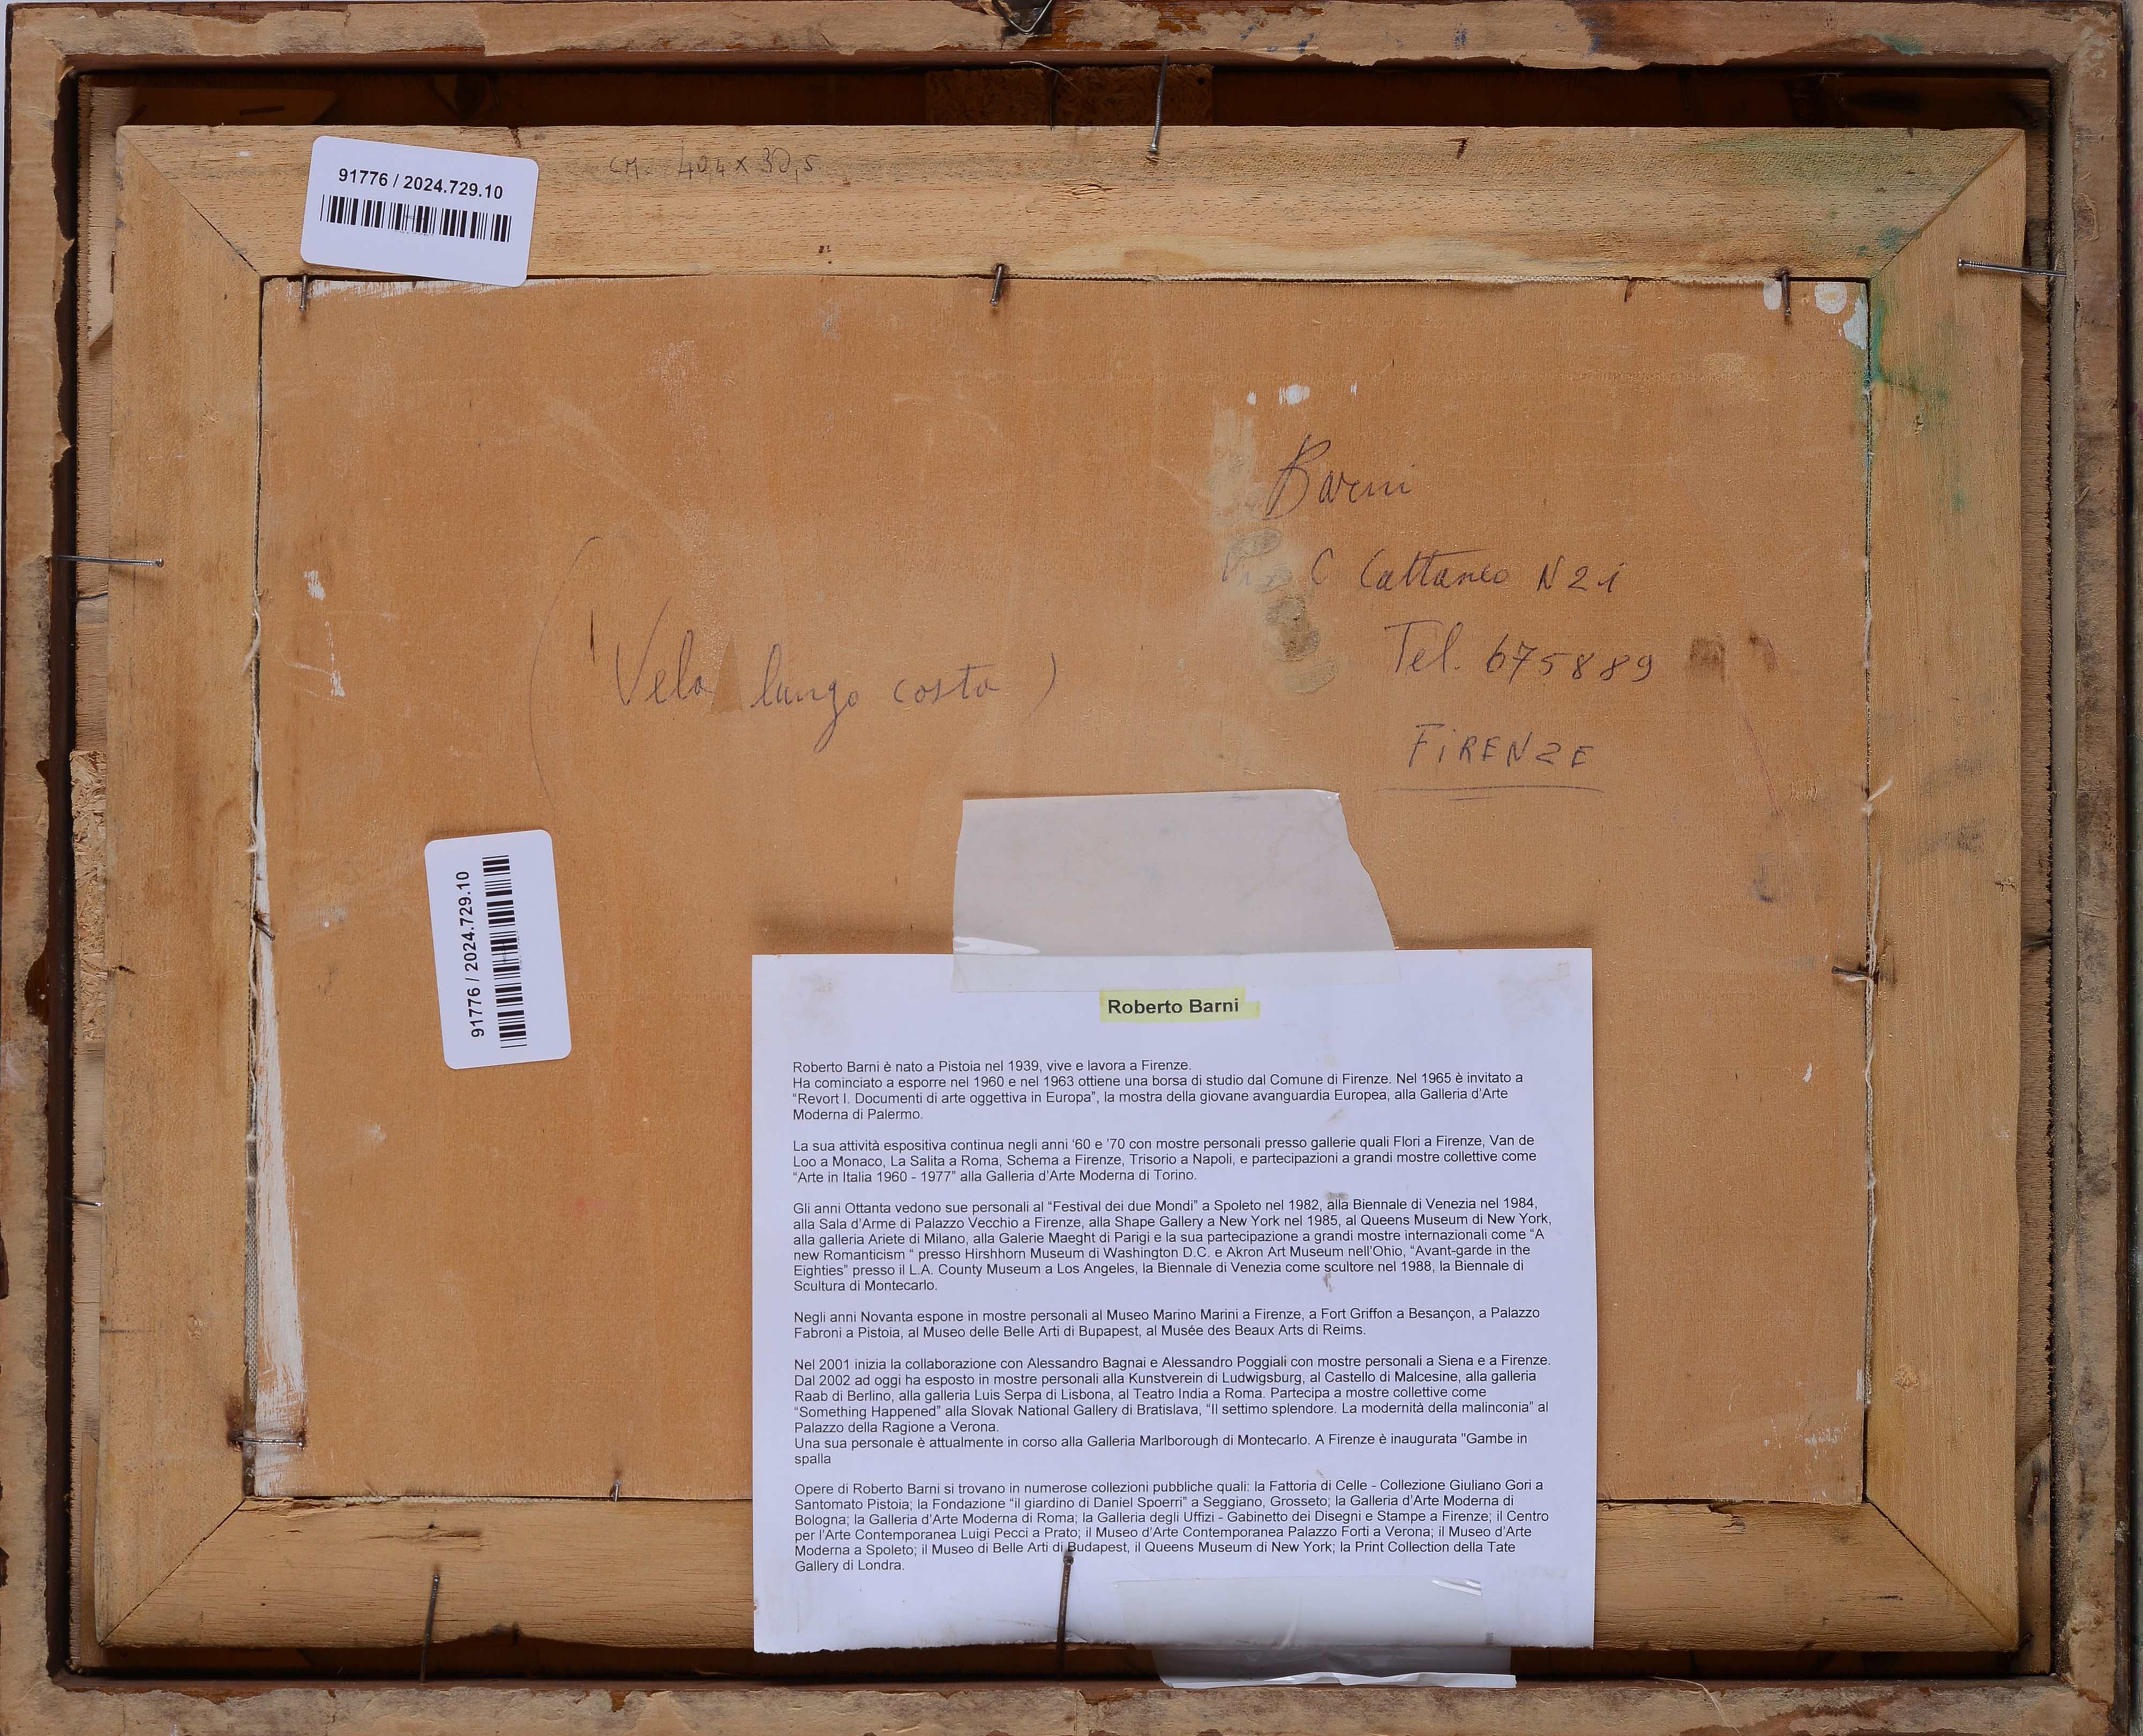 91776 / 2024.729.10
CM. 40,4 x 30,5
Barni
C Cattaneo N 21
Tel. 675889
FiRENZE
(Vela lungo costa)
91776 / 2024.729.10
Roberto Barni
Roberto Barni è nato a Pistoia nel 1939, vive e lavora a Firenze.
Ha cominciato a esporre nel 1960 e nel 1963 ottiene una borsa di studio dal Comune di Firenze. Nel 1965 è invitato a
“Revort I. Documenti di arte oggettiva in Europa”, la mostra della giovane avanguardia Europea, alla Galleria d’Arte
Moderna di Palermo.
La sua attività espositiva continua negli anni ‘60 e ’70 con mostre personali presso gallerie quali Flori a Firenze, Van de
Loo a Monaco, La Salita a Roma, Schema a Firenze, Trisorio a Napoli, e partecipazioni a grandi mostre collettive come
“Arte in Italia 1960 - 1977” alla Galleria d’Arte Moderna di Torino.
Gli anni Ottanta vedono sue personali al “Festival dei due Mondi” a Spoleto nel 1982, alla Biennale di Venezia nel 1984,
alla Sala d’Arme di Palazzo Vecchio a Firenze, alla Shape Gallery a New York nel 1985, al Queens Museum di New York,
alla galleria Ariete di Milano, alla Galerie Maeght di Parigi e la sua partecipazione a grandi mostre internazionali come “A
new Romanticism “ presso Hirshhorn Museum di Washington D.C. e Akron Art Museum nell’Ohio, “Avant-garde in the
Eighties” presso il L.A. County Museum a Los Angeles, la Biennale di Venezia come scultore nel 1988, la Biennale di
Scultura di Montecarlo.
Negli anni Novanta espone in mostre personali al Museo Marino Marini a Firenze, a Fort Griffon a Besançon, a Palazzo
Fabroni a Pistoia, al Museo delle Belle Arti di Bupapest, al Musée des Beaux Arts di Reims.
Nel 2001 inizia la collaborazione con Alessandro Bagnai e Alessandro Poggiali con mostre personali a Siena e a Firenze.
Dal 2002 ad oggi ha esposto in mostre personali alla Kunstverein di Ludwigsburg, al Castello di Malcesine, alla galleria
Raab di Berlino, alla galleria Luis Serpa di Lisbona, al Teatro India a Roma. Partecipa a mostre collettive come
“Something Happened” alla Slovak National Gallery di Bratislava, “Il settimo splendore. La modernità della malinconia” al
Palazzo della Ragione a Verona.
Una sua personale è attualmente in corso alla Galleria Marlborough di Montecarlo. A Firenze è inaugurata "Gambe in
spalla
Opere di Roberto Barni si trovano in numerose collezioni pubbliche quali: la Fattoria di Celle - Collezione Giuliano Gori a
Santomato Pistoia; la Fondazione “il giardino di Daniel Spoerri” a Seggiano, Grosseto; la Galleria d’Arte Moderna di
Bologna; la Galleria d’Arte Moderna di Roma; la Galleria degli Uffizi - Gabinetto dei Disegni e Stampe a Firenze; il Centro
per l’Arte Contemporanea Luigi Pecci a Prato; il Museo d’Arte Contemporanea Palazzo Forti a Verona; il Museo d’Arte
Moderna a Spoleto; il Museo di Belle Arti di Budapest, il Queens Museum di New York; la Print Collection della Tate
Gallery di Londra.